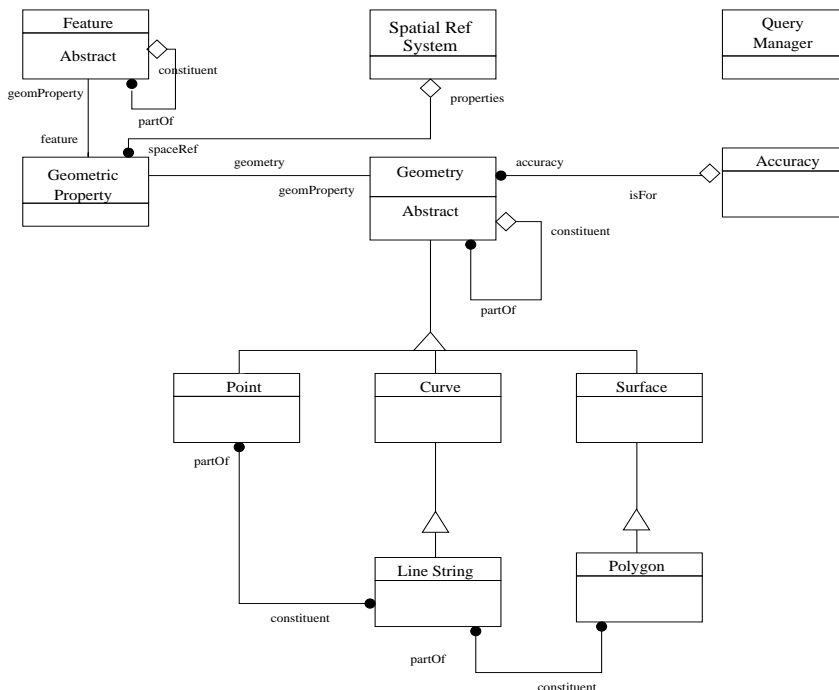 Feature
Abstract
constituent
partOf
geomProperty
feature
Spatial Ref
System
properties
spaceRef
Query
Manager
Geometric
Property
geometry
geomProperty
Geometry
Abstract
accuracy
isFor
Accuracy
constituent
partOf
Point
Curve
Surface
partOf
Line String
Polygon
constituent
partOf
constituent